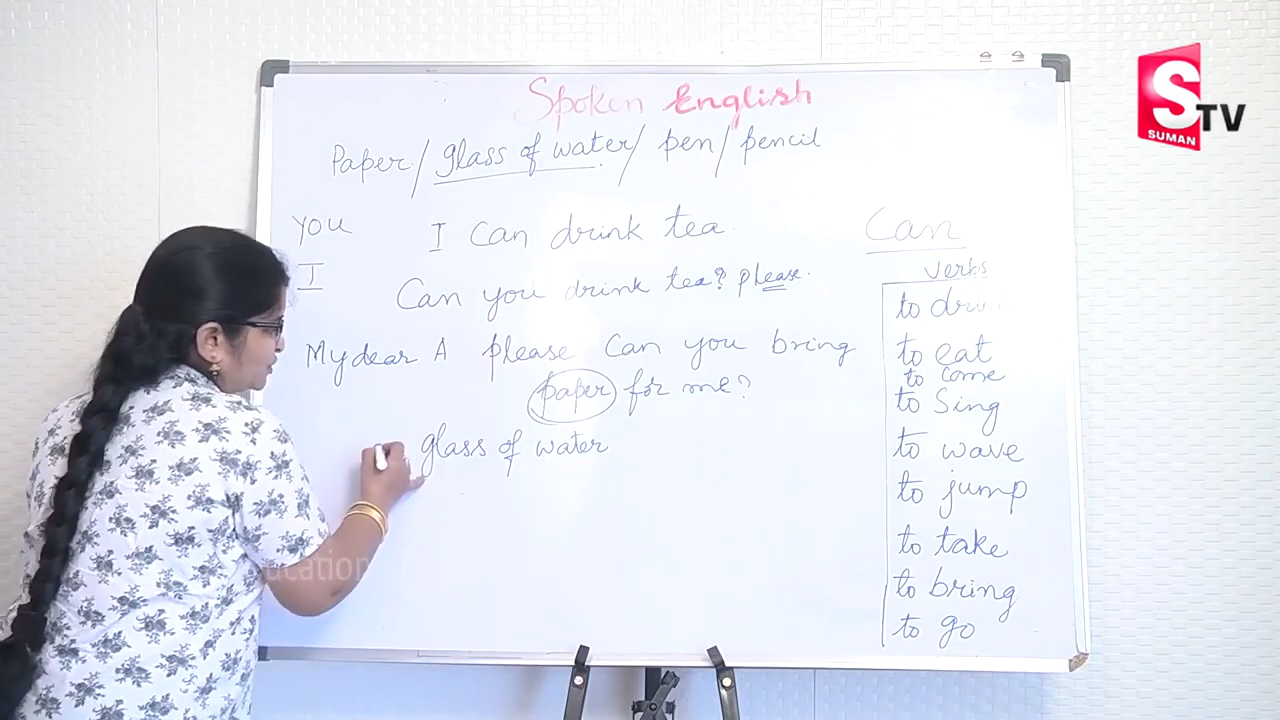 Spoken English
Paper/ glass of water/ pen/ pencil
you
I can drink tea
I
Can you drink tea? please.
My dear A please Can you bring
paper for me?
glass of water
Can
Verbs
to
to eat
to come
to Sing
to wave
to jump
to take
to bring
to go
S TV
SUMAN